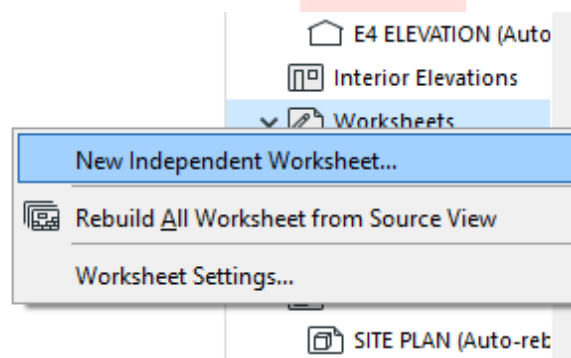 E4 ELEVATION (Auto
Interior Elevations
Worksheets
New Independent Worksheet...
Rebuild All Worksheet from Source View
Worksheet Settings...
SITE PLAN (Auto-reb